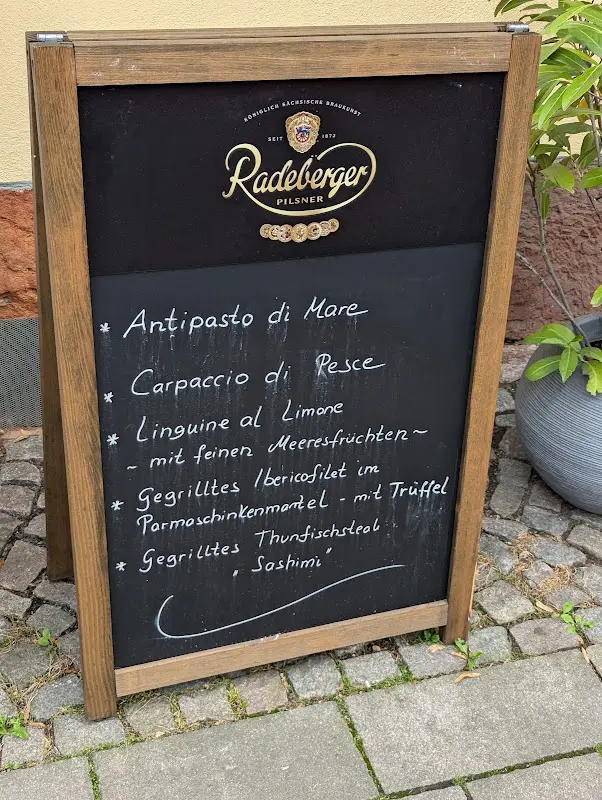 KÖNIGLICH SÄCHSISCHE BRAUKUNST
SEIT 1872
Radeberger
PILSNER
* Antipasto di Mare
* Carpaccio di Pesce
* Linguine al Limone
~ mit feinen Meeresfrüchten ~
* Gegrilltes Ibericofilet im
Parmaschinkenmantel - mit Trüffel
* Gegrilltes Thunfischsteak
„Sashimi"